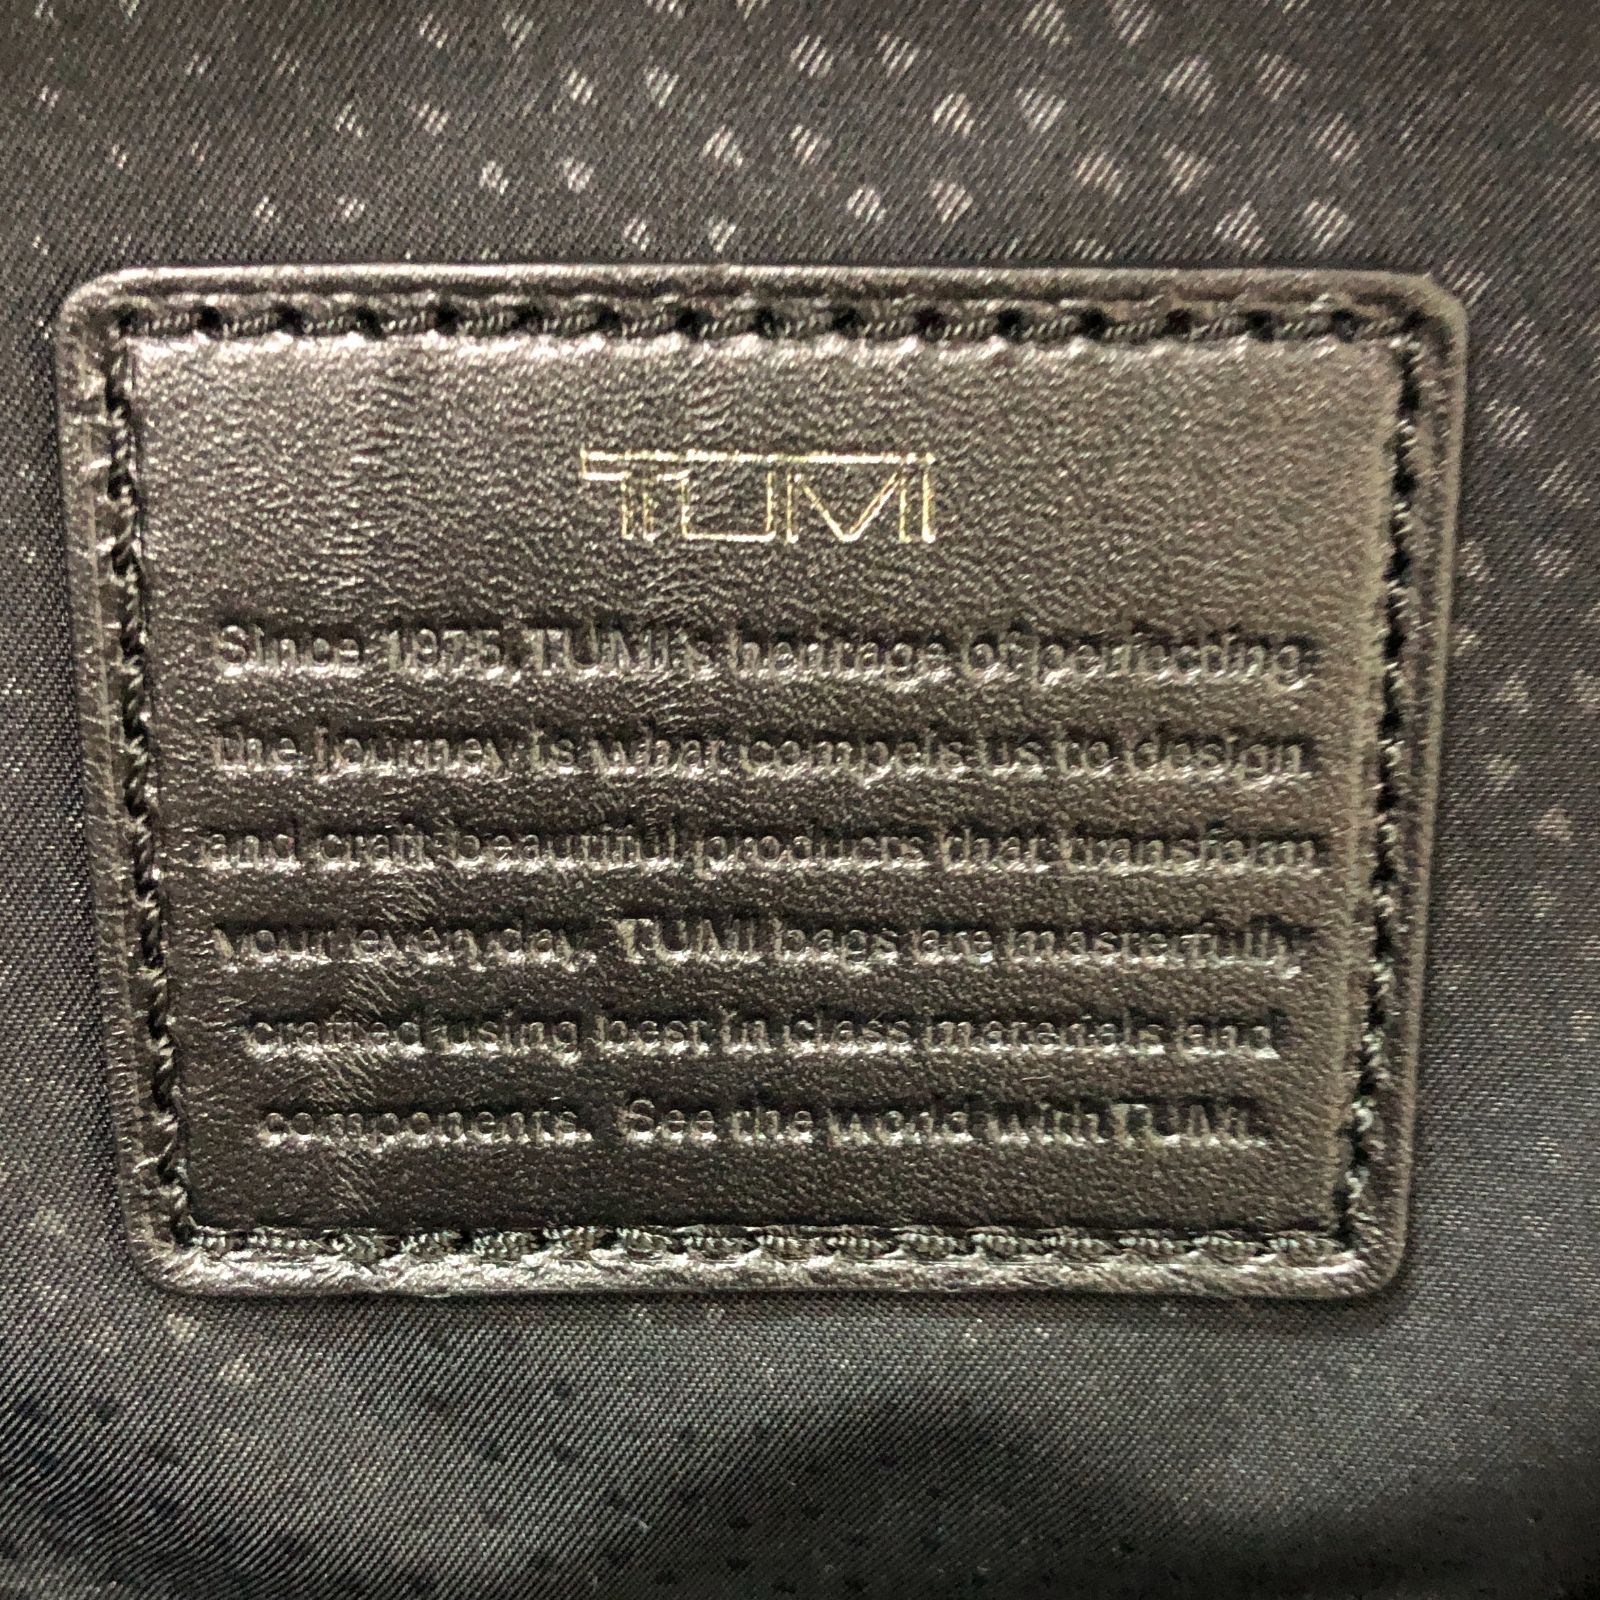 TUMI
Since 1975, TUMI's heritage of perfecting
the journey is what compels us to design
and craft beautiful products that transform
your every day. TUMI bags are masterfully
crafted using best in class materials and
components. See the world with TUMI.